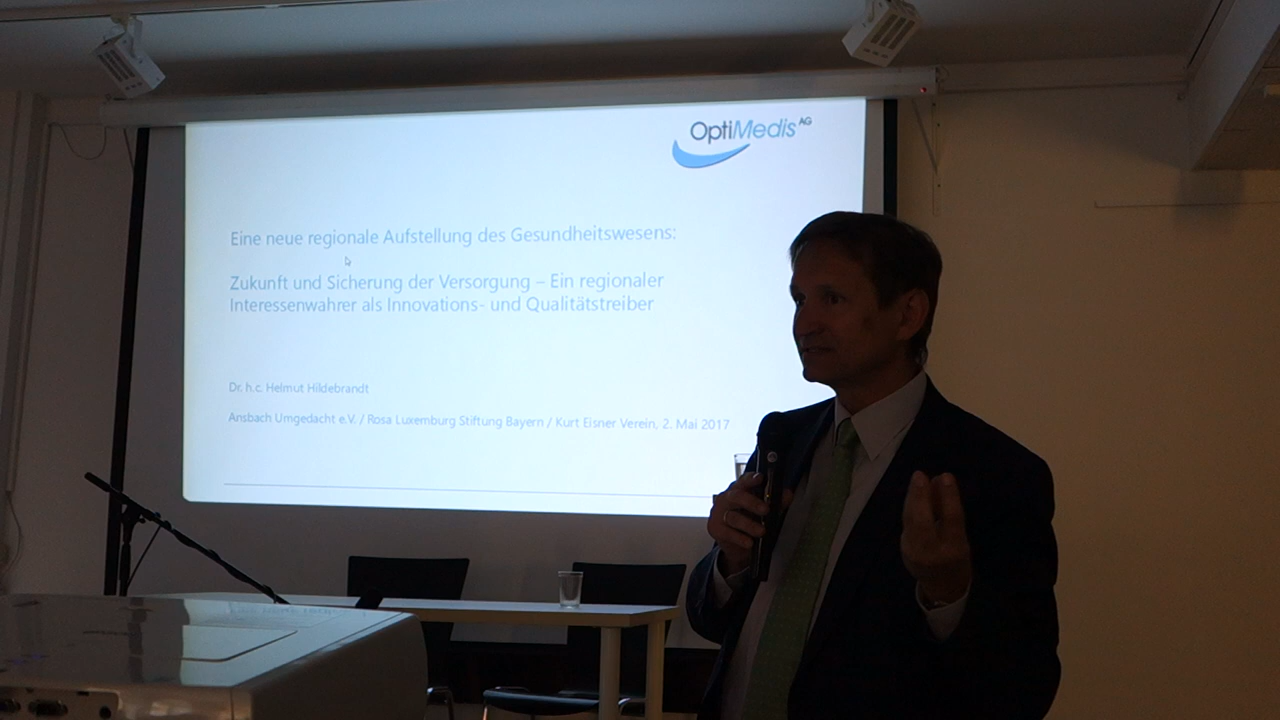 OptiMedis AG
Eine neue regionale Aufstellung des Gesundheitswesens:
Zukunft und Sicherung der Versorgung – Ein regionaler
Interessenwahrer als Innovations- und Qualitätstreiber
Dr. h.c. Helmut Hildebrandt
Ansbach Umgedacht e.V. / Rosa Luxemburg Stiftung Bayern / Kurt Eisner Verein, 2. Mai 2017